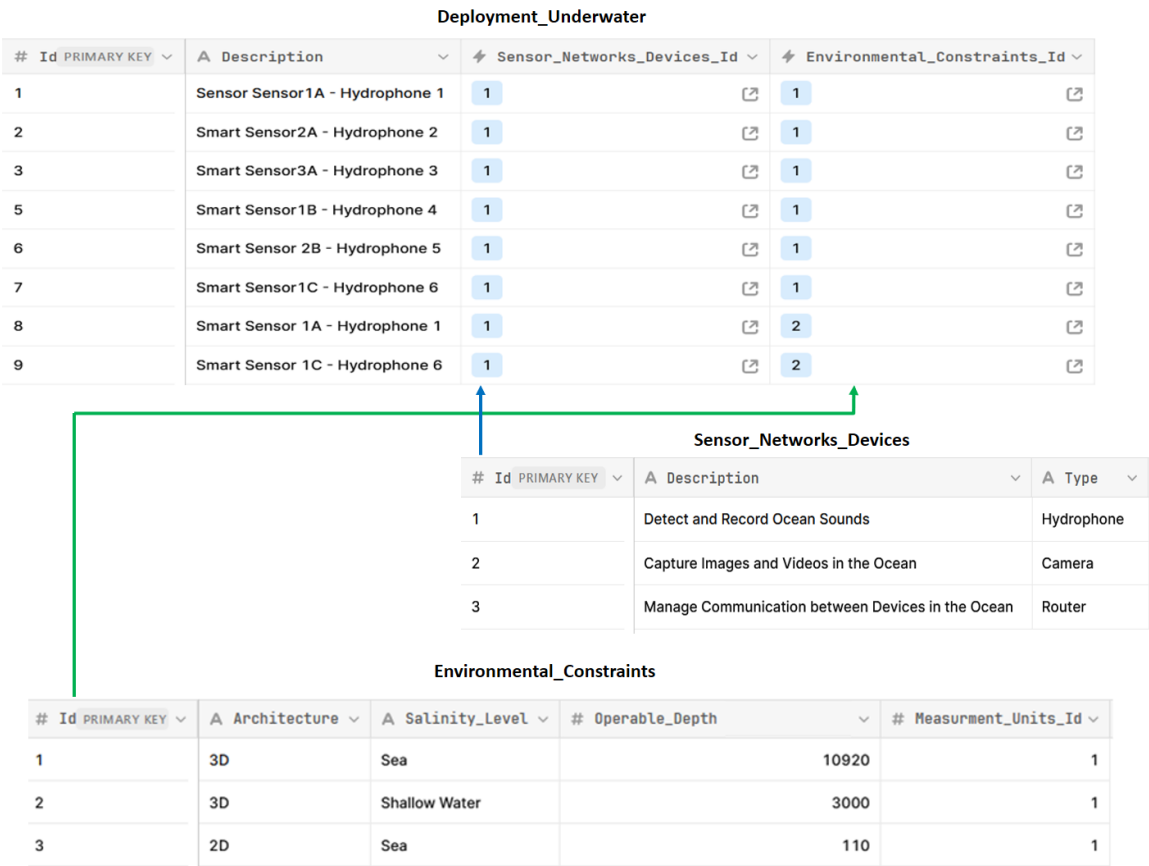 Deployment_Underwater
# Id PRIMARY KEY A Description Sensor_Networks_Devices_Id Environmental_Constraints_Id
1 Sensor Sensor1A - Hydrophone 1 1 1
2 Smart Sensor2A - Hydrophone 2 1 1
3 Smart Sensor3A - Hydrophone 3 1 1
5 Smart Sensor1B - Hydrophone 4 1 1
6 Smart Sensor 2B - Hydrophone 5 1 1
7 Smart Sensor1C - Hydrophone 6 1 1
8 Smart Sensor 1A - Hydrophone 1 1 2
9 Smart Sensor 1C - Hydrophone 6 1 2
Sensor_Networks_Devices
# Id PRIMARY KEY A Description A Type
1 Detect and Record Ocean Sounds Hydrophone
2 Capture Images and Videos in the Ocean Camera
3 Manage Communication between Devices in the Ocean Router
Environmental_Constraints
# Id PRIMARY KEY A Architecture A Salinity_Level # Operable_Depth # Measurment_Units_Id
1 3D Sea 10920 1
2 3D Shallow Water 3000 1
3 2D Sea 110 1